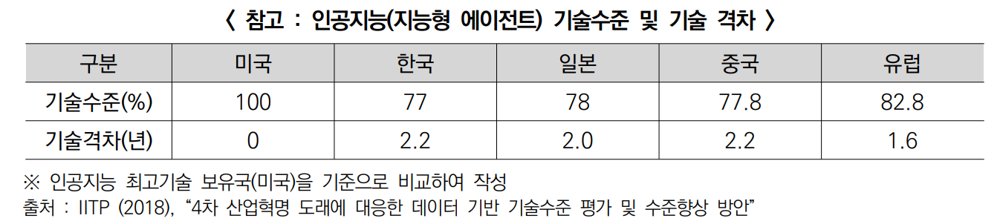 < 참고 : 인공지능(지능형 에이전트) 기술수준 및 기술 격차 >
구분 미국 한국 일본 중국 유럽
기술수준(%) 100 77 78 77.8 82.8
기술격차(년) 0 2.2 2.0 2.2 1.6
※ 인공지능 최고기술 보유국(미국)을 기준으로 비교하여 작성
출처 : IITP (2018), “4차 산업혁명 도래에 대응한 데이터 기반 기술수준 평가 및 수준향상 방안”